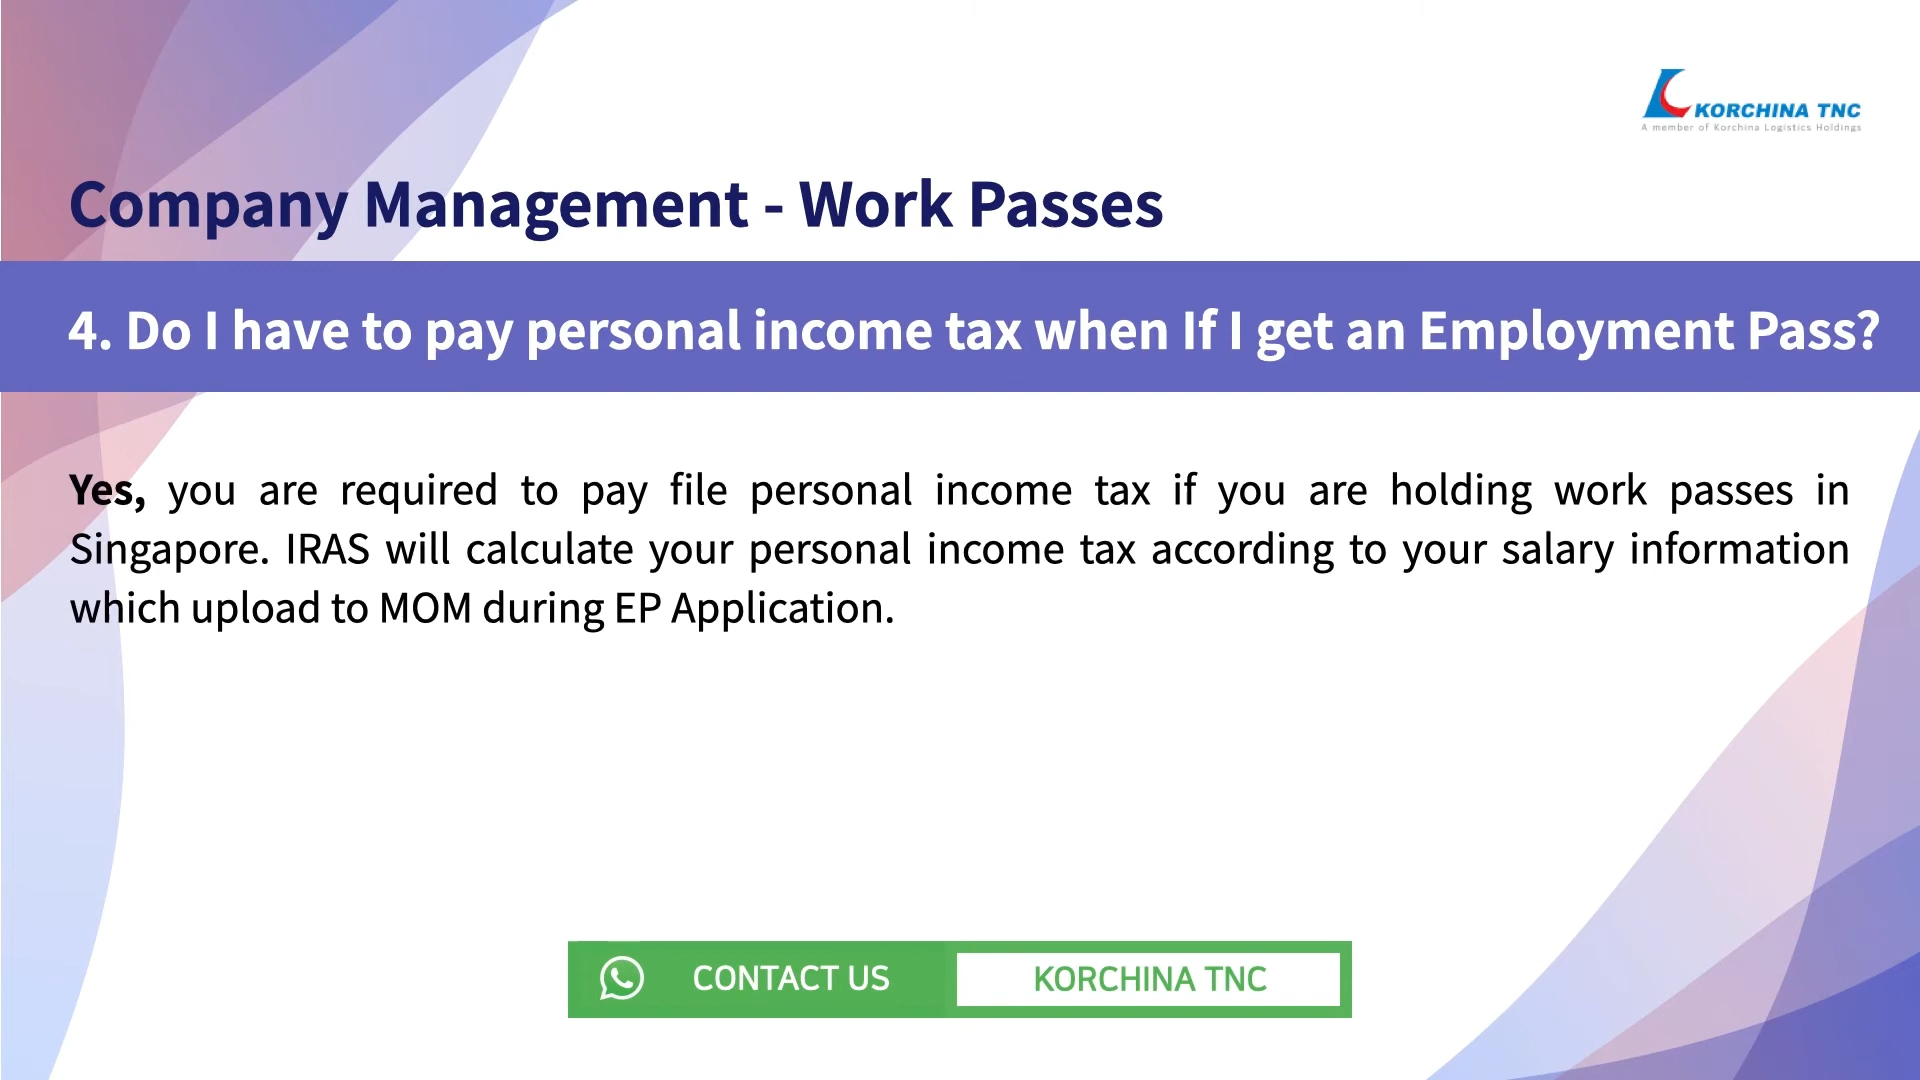 KORCHINA TNC
A member of Korchina Logistics Holdings
Company Management - Work Passes
4. Do I have to pay personal income tax when If I get an Employment Pass?
Yes, you are required to pay file personal income tax if you are holding work passes in
Singapore. IRAS will calculate your personal income tax according to your salary information
which upload to MOM during EP Application.
CONTACT US KORCHINA TNC